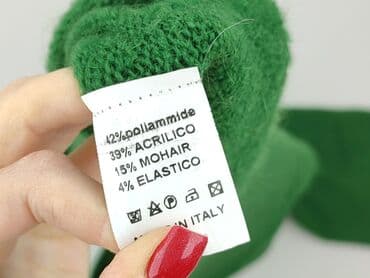 42%poliammide
39% ACRILICO
15% MOHAIR
4% ELASTICO
IN ITALY